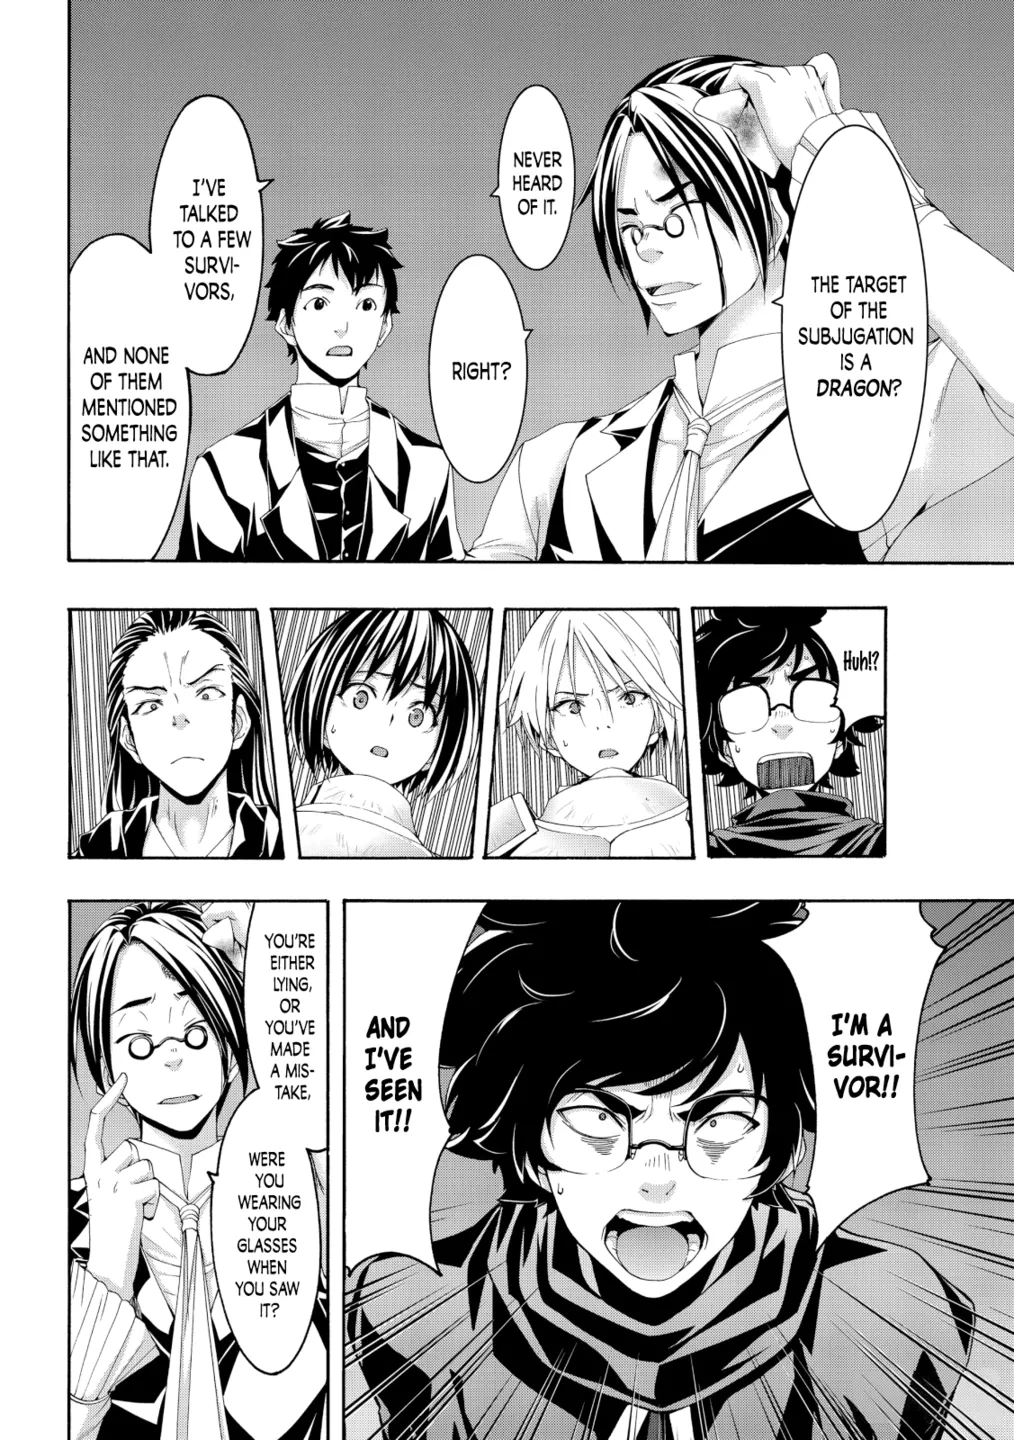 THE TARGET
OF THE
SUBJUGATION
IS A
DRAGON?
NEVER
HEARD
OF IT.
RIGHT?
I'VE
TALKED
TO A FEW
SURVI-
VORS,
AND NONE
OF THEM
MENTIONED
SOMETHING
LIKE THAT.
Huh!?
I'M A
SURVI-
VOR!!
AND
I'VE
SEEN
IT!!
YOU'RE
EITHER
LYING,
OR
YOU'VE
MADE
A MIS-
TAKE,
WERE
YOU
WEARING
YOUR
GLASSES
WHEN
YOU SAW
IT?